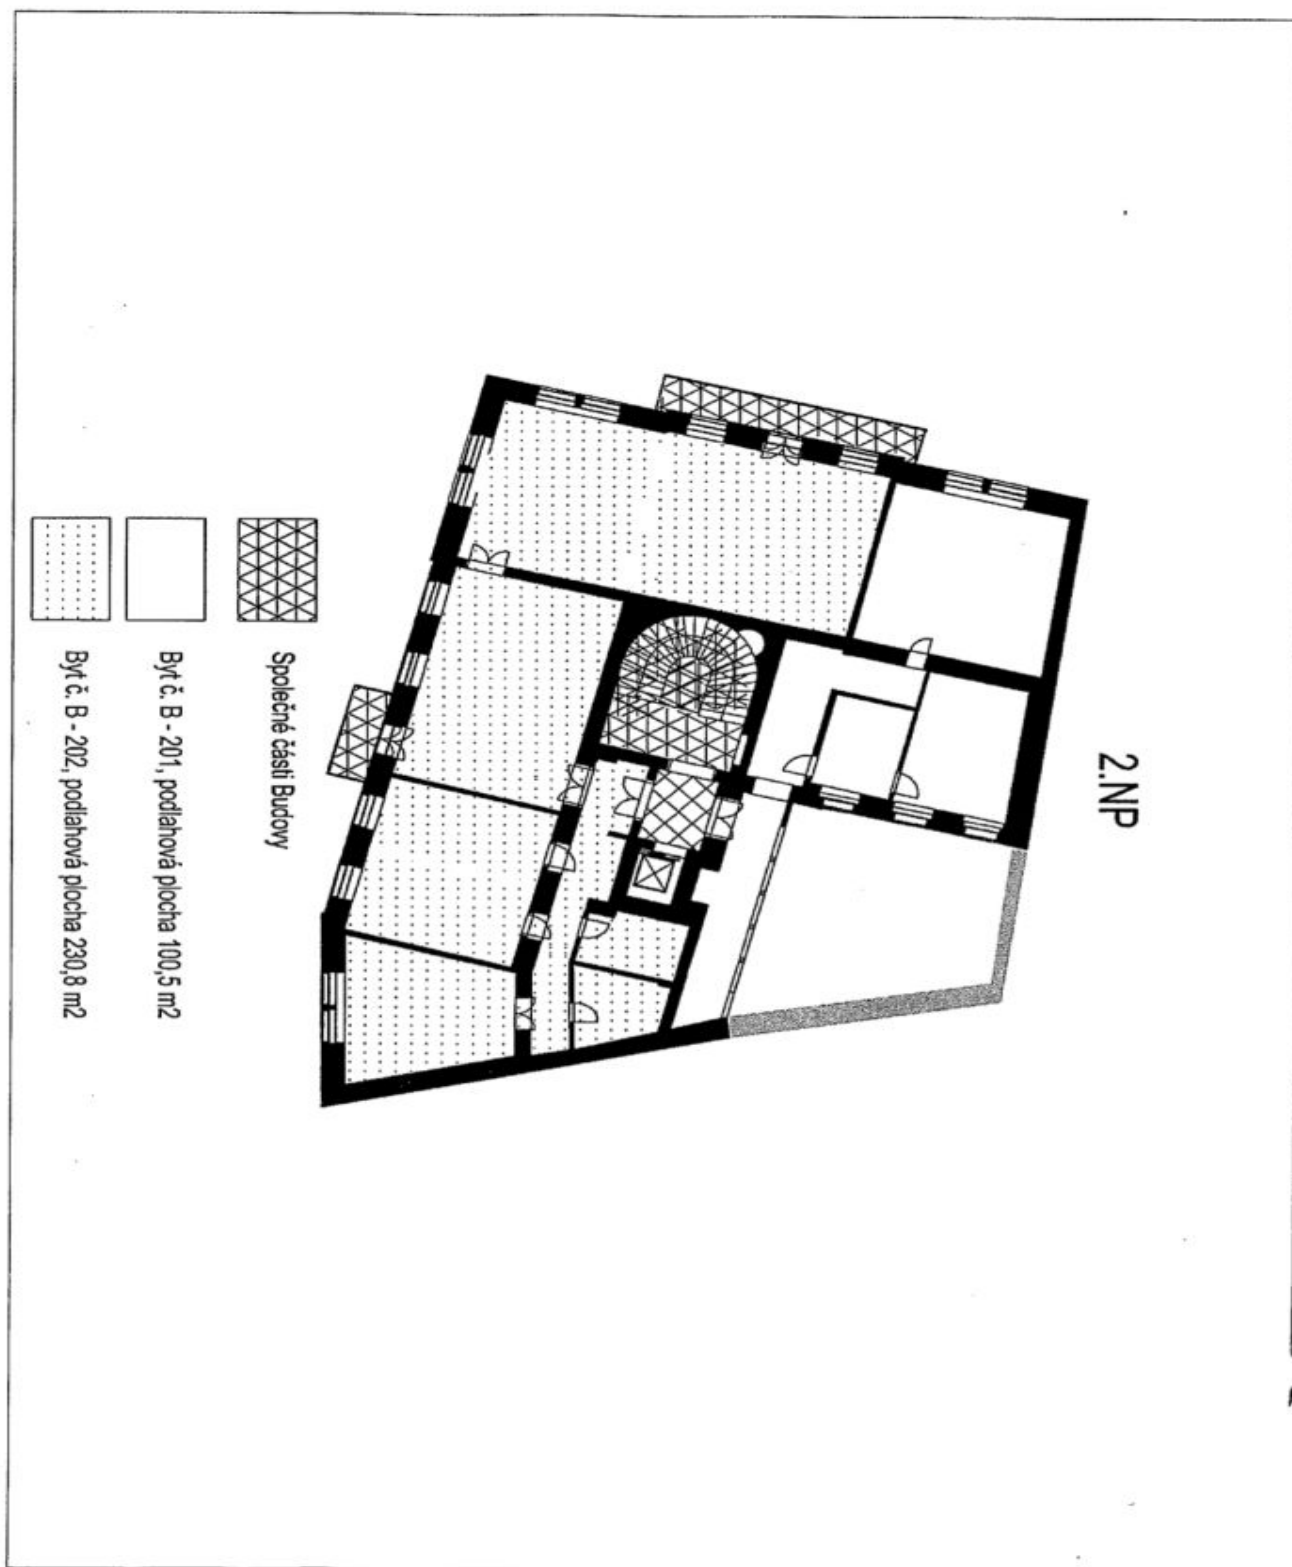 2.NP
Společné části Budovy
Byt č. B - 201, podlahová plocha 100,5 m2
Byt č. B - 202, podlahová plocha 230,8 m2